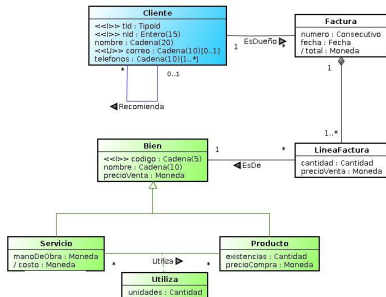 Cliente
<<I>> tid : TipoId
<<I>> nid : Entero(15)
nombre : Cadena(20)
<<U>> correo : Cadena(10)[0..1]
telefonos : Cadena(10)[1..*]
EsDueño
1
*
Factura
numero : Consecutivo
fecha : Fecha
/ total : Moneda
*
0..1
Recomienda
1
1..*
Bien
<<I>> codigo : Cadena(5)
nombre : Cadena(10)
precioVenta : Moneda
1
*
EsDe
LineaFactura
cantidad : Cantidad
precioVenta : Moneda
Servicio
manoDeObra : Moneda
/ costo : Moneda
*
Utiliza
*
Producto
existencias : Cantidad
precioCompra : Moneda
Utiliza
unidades : Cantidad